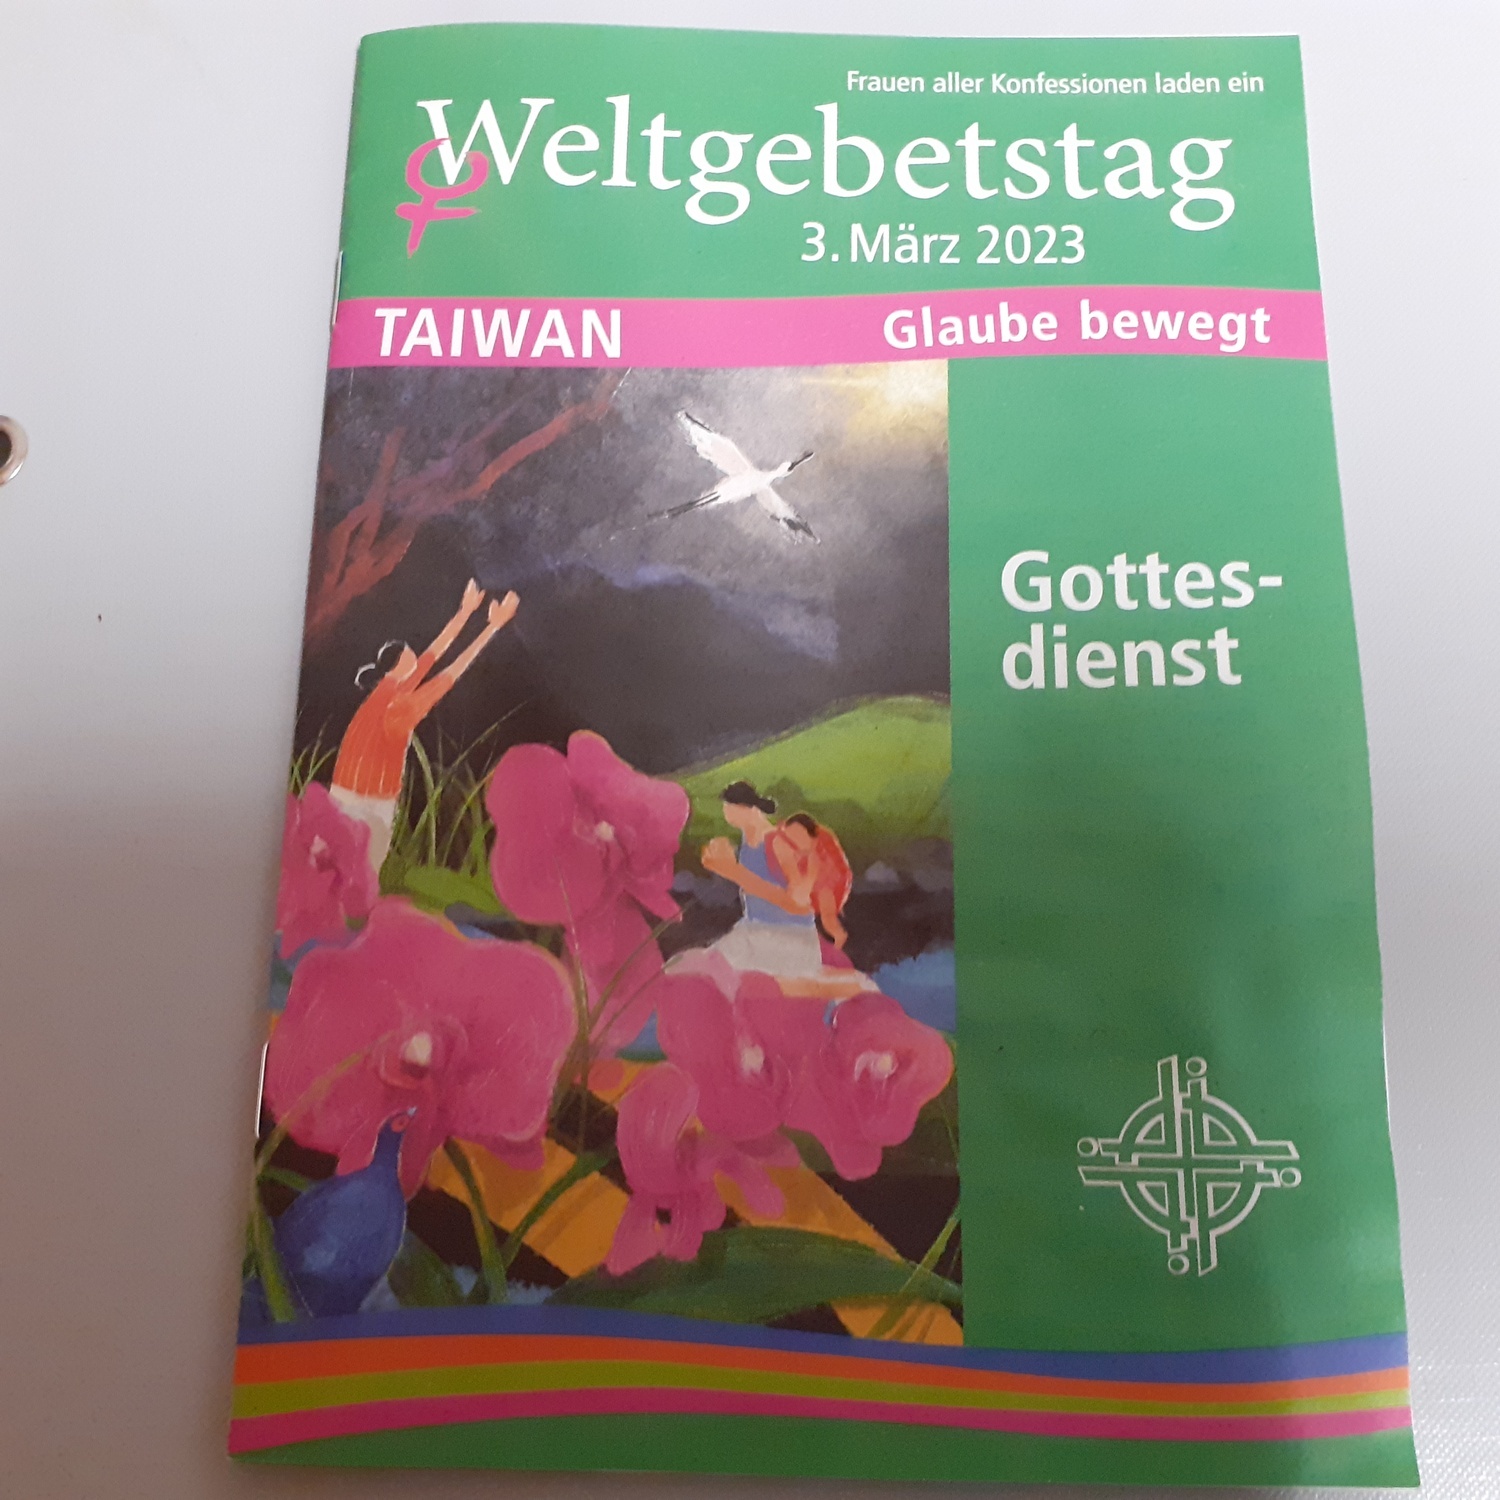 Frauen aller Konfessionen laden ein
Weltgebetstag
3. März 2023
TAIWAN
Glaube bewegt
Gottes-
dienst